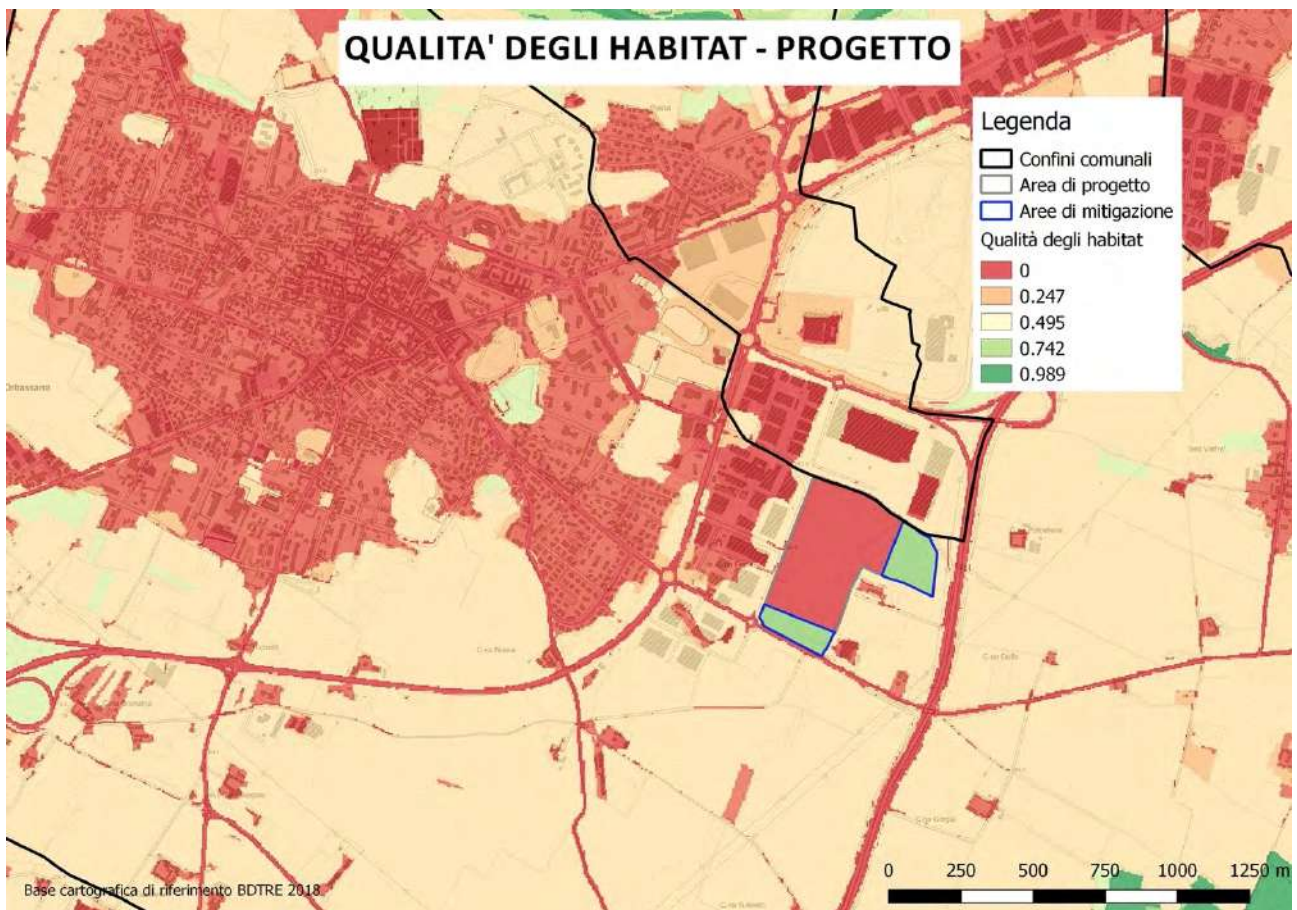 QUALITA' DEGLI HABITAT - PROGETTO
Legenda
Confini comunali
Area di progetto
Aree di mitigazione
Qualità degli habitat
0
0.247
0.495
0.742
0.989
Orbassano
0 250 500 750 1000 1250 m
Base cartografica di riferimento BDTRE 2018.